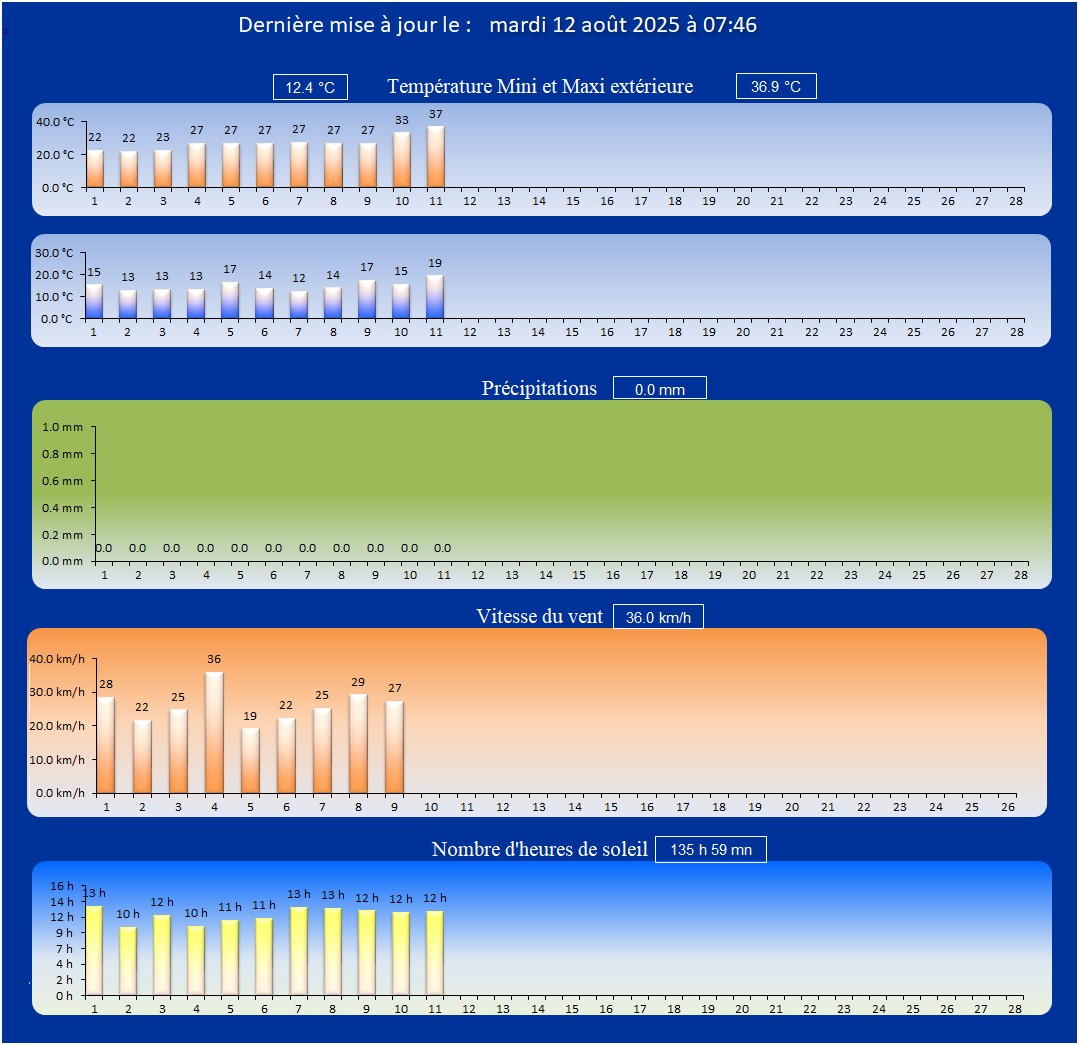 Dernière mise à jour le : mardi 12 août 2025 à 07:46
12.4 °C Température Mini et Maxi extérieure 36.9 °C
40.0 °C
20.0 °C
0.0 °C
22 22 23 27 27 27 27 27 27 33 37
1 2 3 4 5 6 7 8 9 10 11 12 13 14 15 16 17 18 19 20 21 22 23 24 25 26 27 28
30.0 °C
20.0 °C
10.0 °C
0.0 °C
15 13 13 13 17 14 12 14 17 15 19
1 2 3 4 5 6 7 8 9 10 11 12 13 14 15 16 17 18 19 20 21 22 23 24 25 26 27 28
Précipitations 0.0 mm
1.0 mm
0.8 mm
0.6 mm
0.4 mm
0.2 mm
0.0 mm
0.0 0.0 0.0 0.0 0.0 0.0 0.0 0.0 0.0 0.0 0.0
1 2 3 4 5 6 7 8 9 10 11 12 13 14 15 16 17 18 19 20 21 22 23 24 25 26 27 28
Vitesse du vent 36.0 km/h
40.0 km/h
30.0 km/h
20.0 km/h
10.0 km/h
0.0 km/h
28 22 25 36 19 22 25 29 27
1 2 3 4 5 6 7 8 9 10 11 12 13 14 15 16 17 18 19 20 21 22 23 24 25 26
Nombre d'heures de soleil 135 h 59 mn
16 h
14 h
12 h
9 h
7 h
4 h
2 h
0 h
13 h 10 h 12 h 10 h 11 h 11 h 13 h 13 h 12 h 12 h 12 h
1 2 3 4 5 6 7 8 9 10 11 12 13 14 15 16 17 18 19 20 21 22 23 24 25 26 27 28